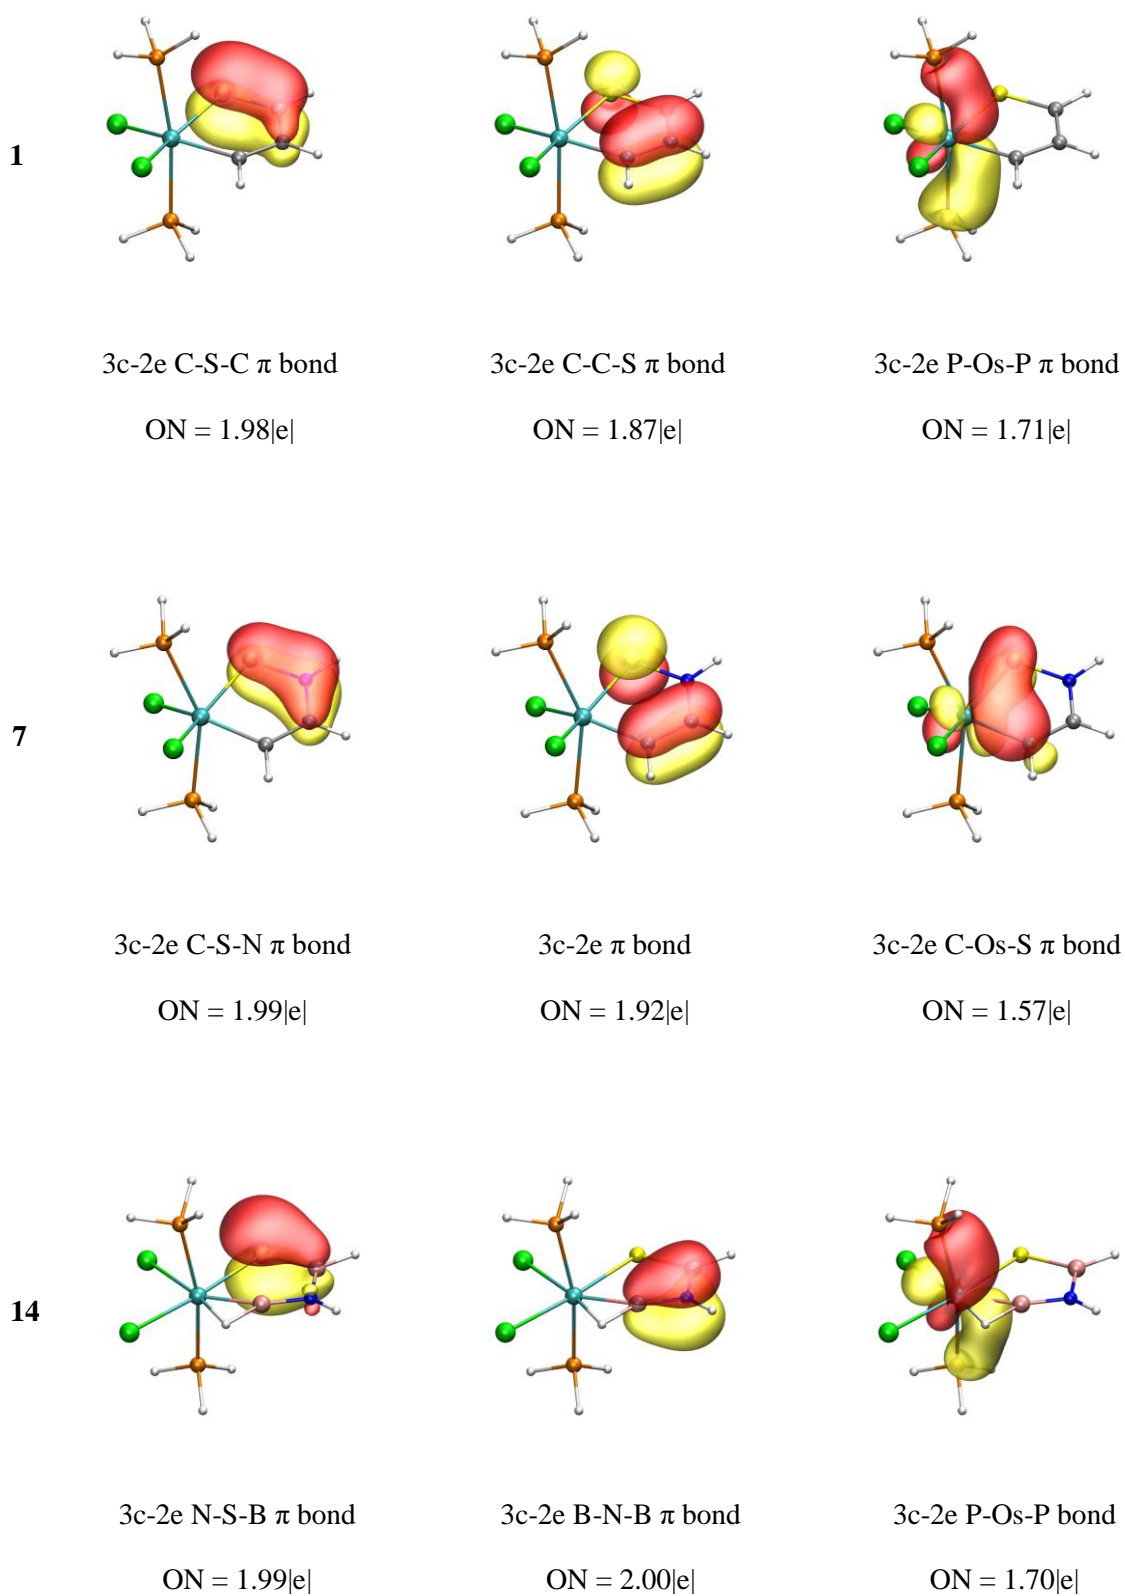 1
3c-2e C-S-C π bond
3c-2e C-C-S π bond
3c-2e P-Os-P π bond
ON = 1.98|e|
ON = 1.87|e|
ON = 1.71|e|
7
3c-2e C-S-N π bond
3c-2e π bond
3c-2e C-Os-S π bond
ON = 1.99|e|
ON = 1.92|e|
ON = 1.57|e|
14
3c-2e N-S-B π bond
3c-2e B-N-B π bond
3c-2e P-Os-P bond
ON = 1.99|e|
ON = 2.00|e|
ON = 1.70|e|